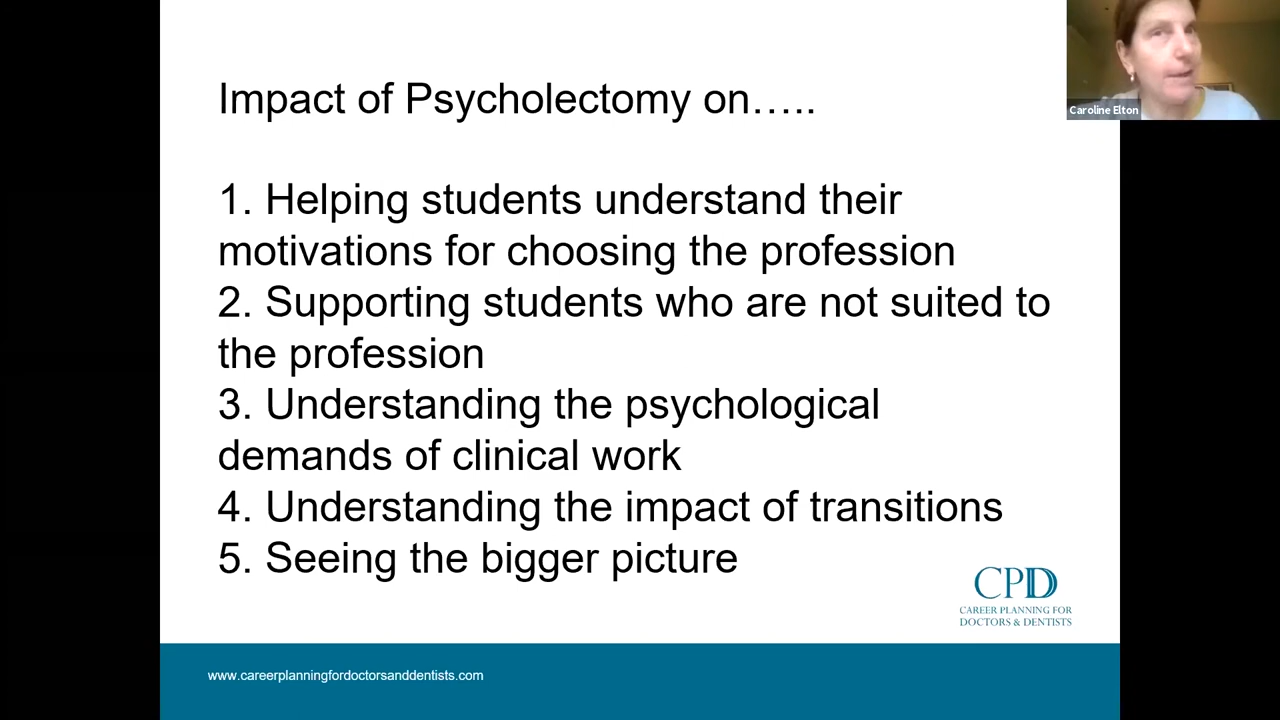 Impact of Psycholectomy on…..
Caroline Elton
1. Helping students understand their
motivations for choosing the profession
2. Supporting students who are not suited to
the profession
3. Understanding the psychological
demands of clinical work
4. Understanding the impact of transitions
5. Seeing the bigger picture
CPDD
CAREER PLANNING FOR
DOCTORS & DENTISTS
www.careerplanningfordoctorsanddentists.com